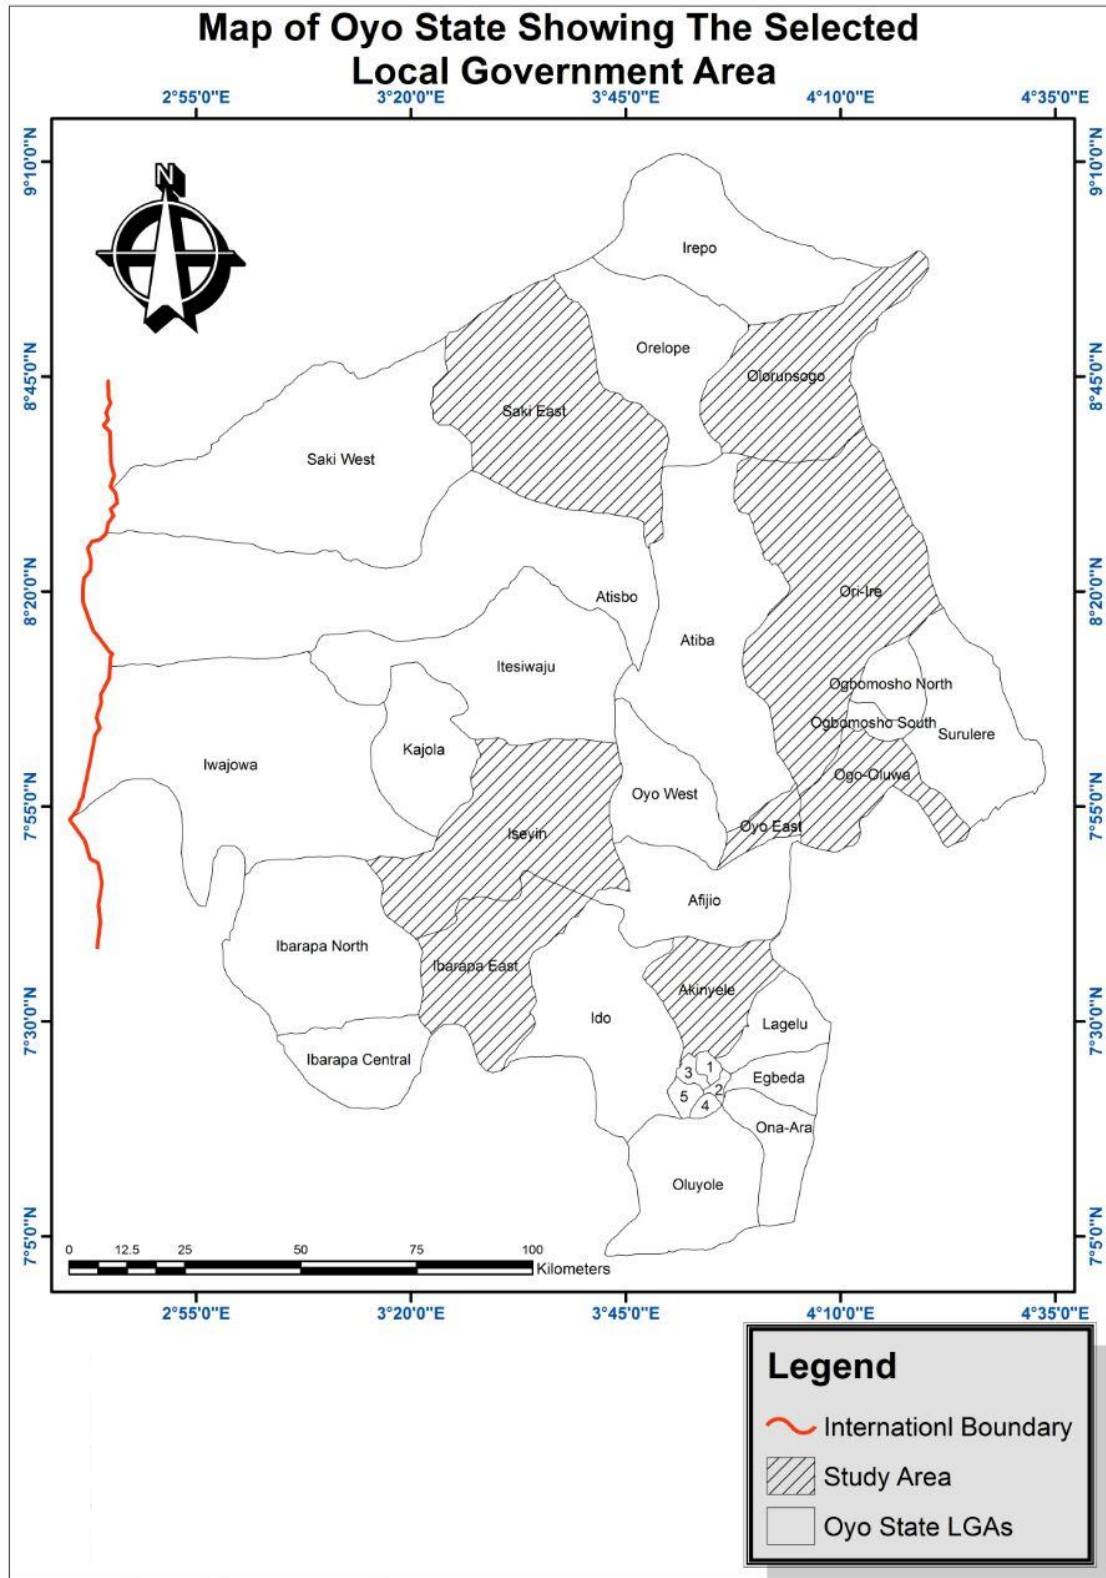 Map of Oyo State Showing The Selected
Local Government Area
2°55'0"E 3°20'0"E 3°45'0"E 4°10'0"E 4°35'0"E
9°10'0"N 9°10'0"N
N
Irepo
Orelope
8°45'0"N Olorunsogo 8°45'0"N
Saki East
Saki West
8°20'0"N Atisbo Ori-Ire 8°20'0"N
Atiba
Itesiwaju
Ogbomosho North
Ogbomosho South
Surulere
Kajola
Iwajowa
Ogo-Oluwa
Oyo West
7°55'0"N Oyo East 7°55'0"N
Iseyin
Afijio
Ibarapa North
Ibarapa East
Akinyele
7°30'0"N Ido Lagelu 7°30'0"N
Ibarapa Central
1
3 Egbeda
2
5
4
Ona-Ara
Oluyole
7°5'0"N 7°5'0"N
0 12.5 25 50 75 100
Kilometers
2°55'0"E 3°20'0"E 3°45'0"E 4°10'0"E 4°35'0"E
Legend
Internationl Boundary
Study Area
Oyo State LGAs